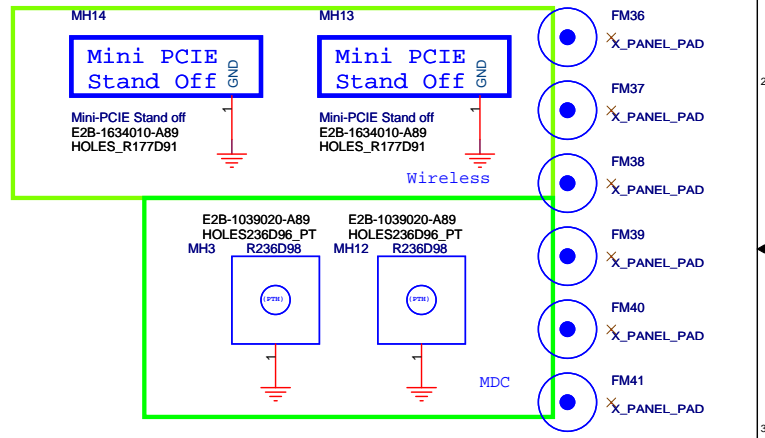 MH14
Mini PCIE
Stand Off
GND
1
Mini-PCIE Stand off
E2B-1634010-A89
HOLES_R177D91
MH13
Mini PCIE
Stand Off
GND
1
Mini-PCIE Stand off
E2B-1634010-A89
HOLES_R177D91
Wireless
E2B-1039020-A89
HOLES236D96_PT
MH3 R236D98
(PTH)
1
E2B-1039020-A89
HOLES236D96_PT
MH12 R236D98
(PTH)
1
MDC
FM36
X_PANEL_PAD
FM37
X_PANEL_PAD
FM38
X_PANEL_PAD
FM39
X_PANEL_PAD
FM40
X_PANEL_PAD
FM41
X_PANEL_PAD
2
3